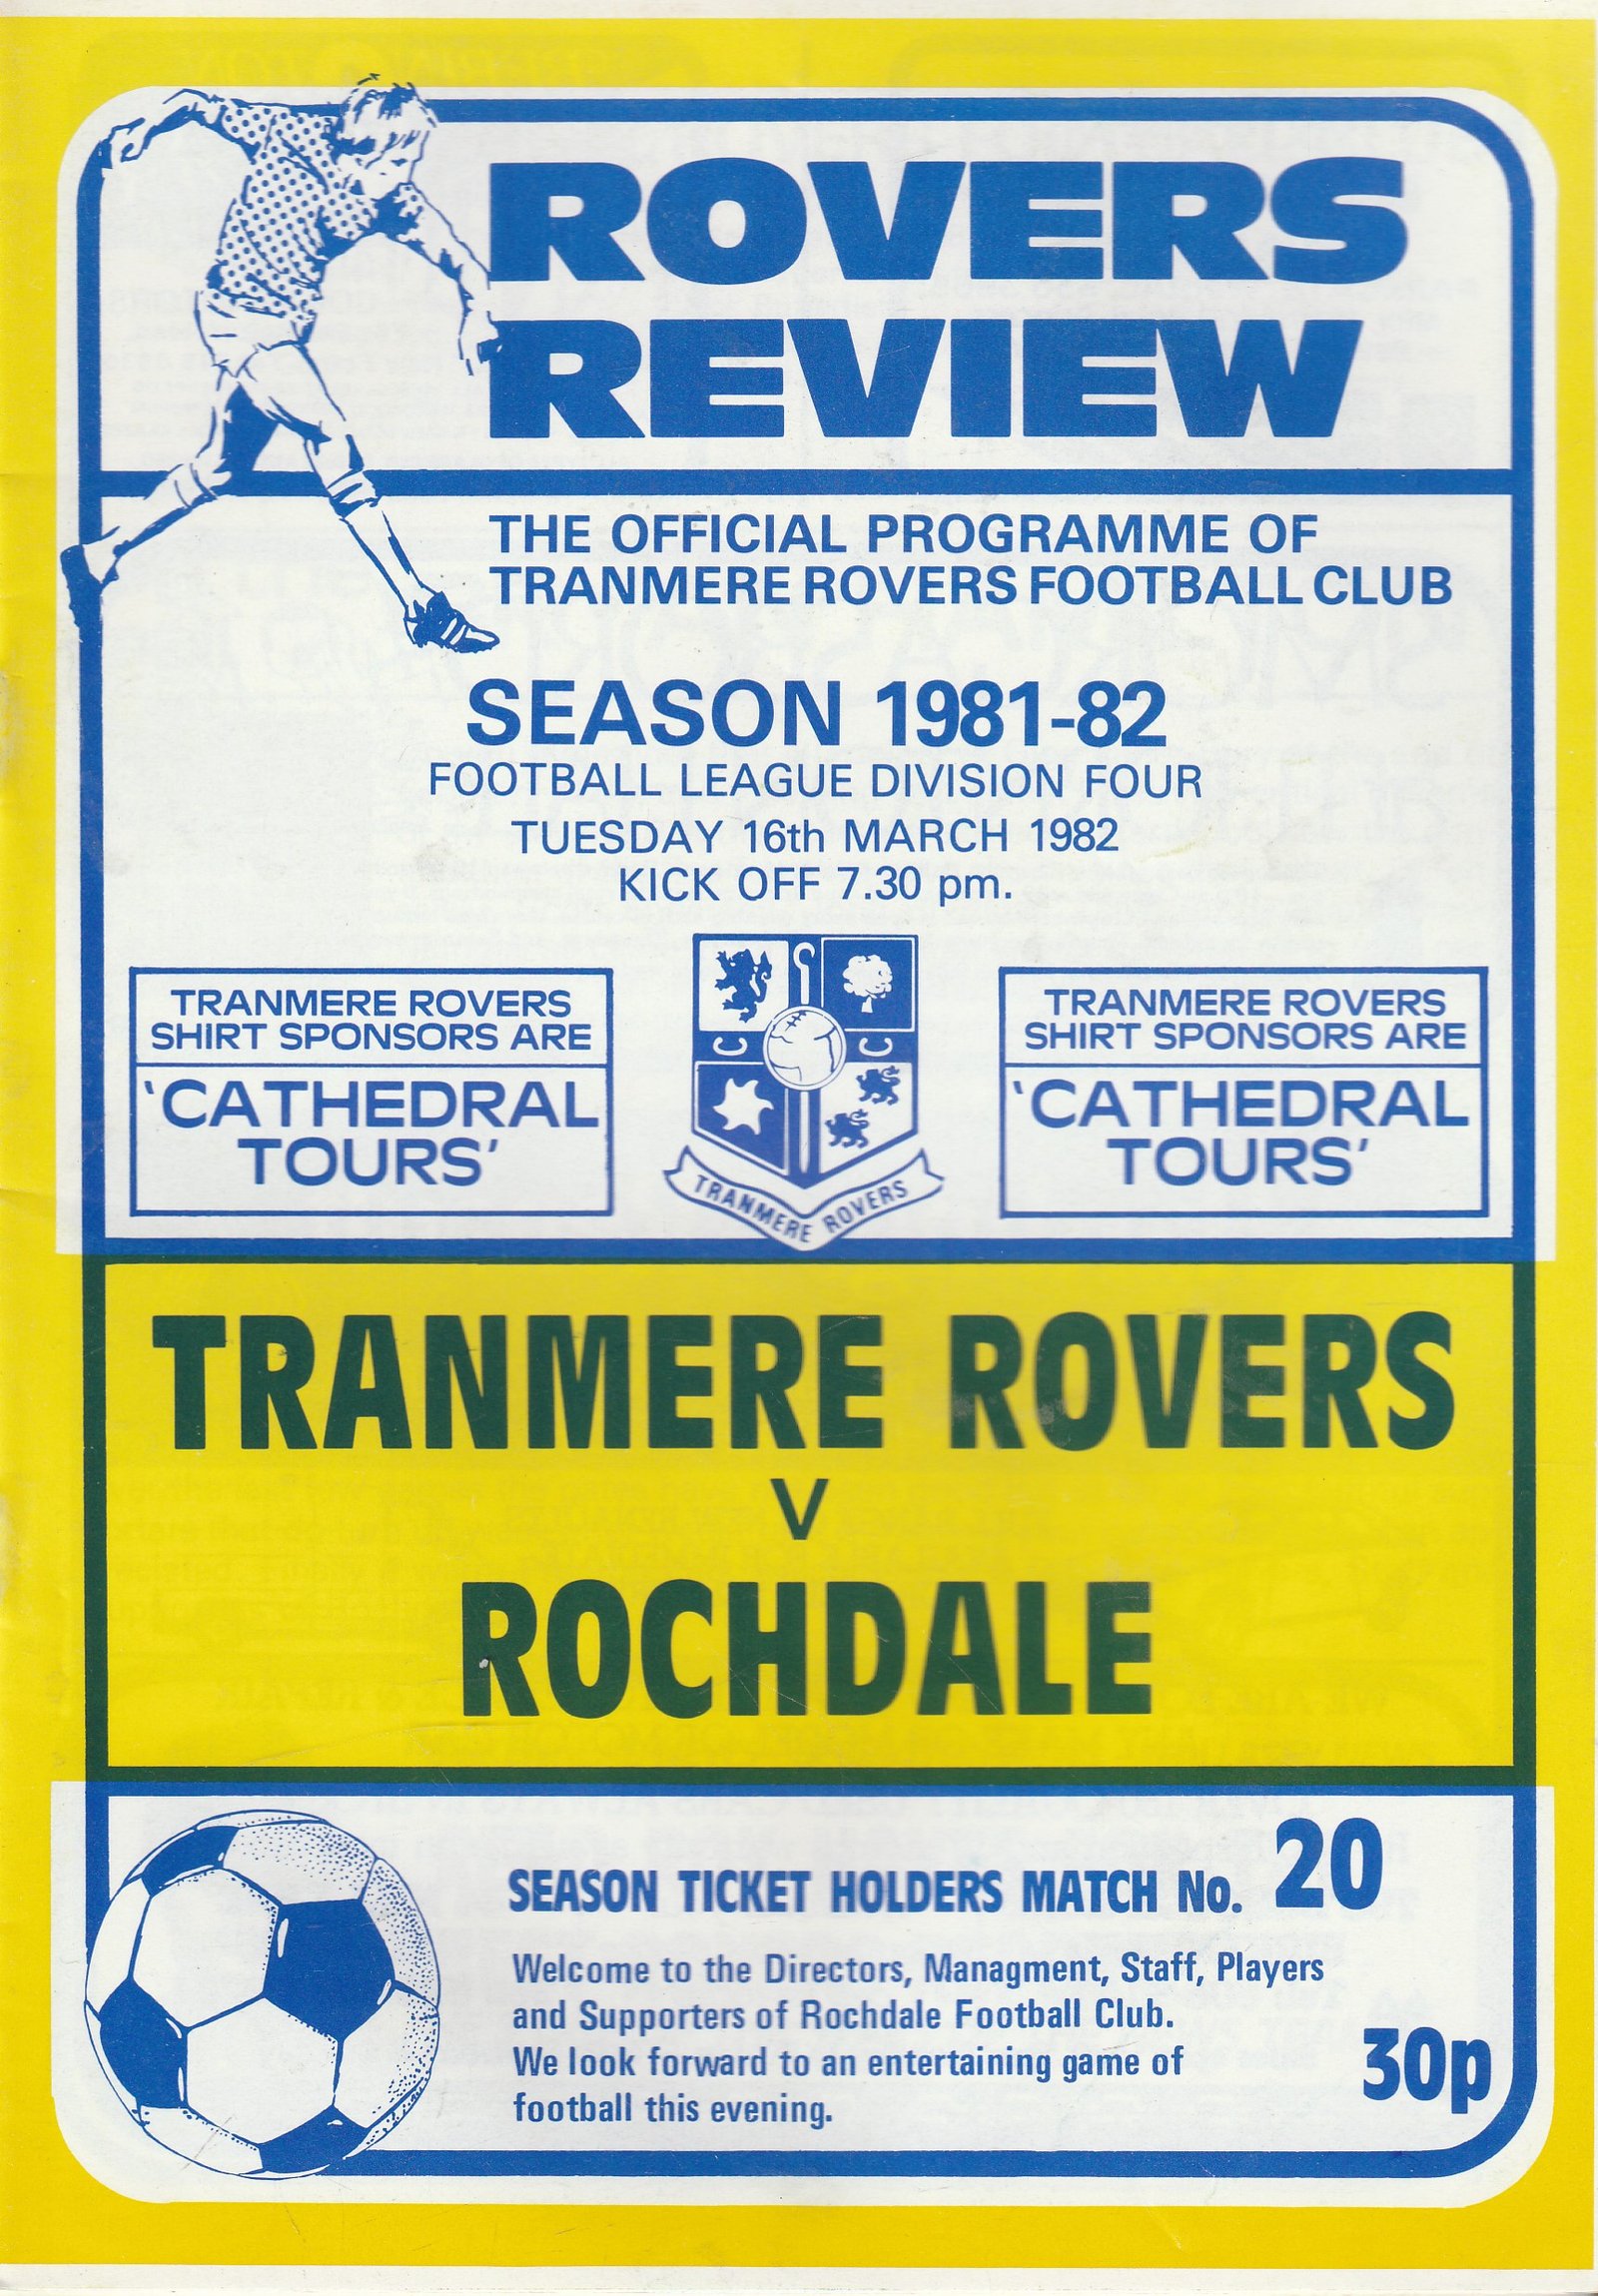 ROVERS
REVIEW
THE OFFICIAL PROGRAMME OF
TRANMERE ROVERS FOOTBALL CLUB
SEASON 1981-82
FOOTBALL LEAGUE DIVISION FOUR
TUESDAY 16th MARCH 1982
KICK OFF 7.30 pm.
TRANMERE ROVERS
SHIRT SPONSORS ARE
'CATHEDRAL
TOURS'
TRANMERE ROVERS
TRANMERE ROVERS
SHIRT SPONSORS ARE
'CATHEDRAL
TOURS'
TRANMERE ROVERS
V
ROCHDALE
SEASON TICKET HOLDERS MATCH No. 20
Welcome to the Directors, Managment, Staff, Players
and Supporters of Rochdale Football Club.
We look forward to an entertaining game of
football this evening.
30p